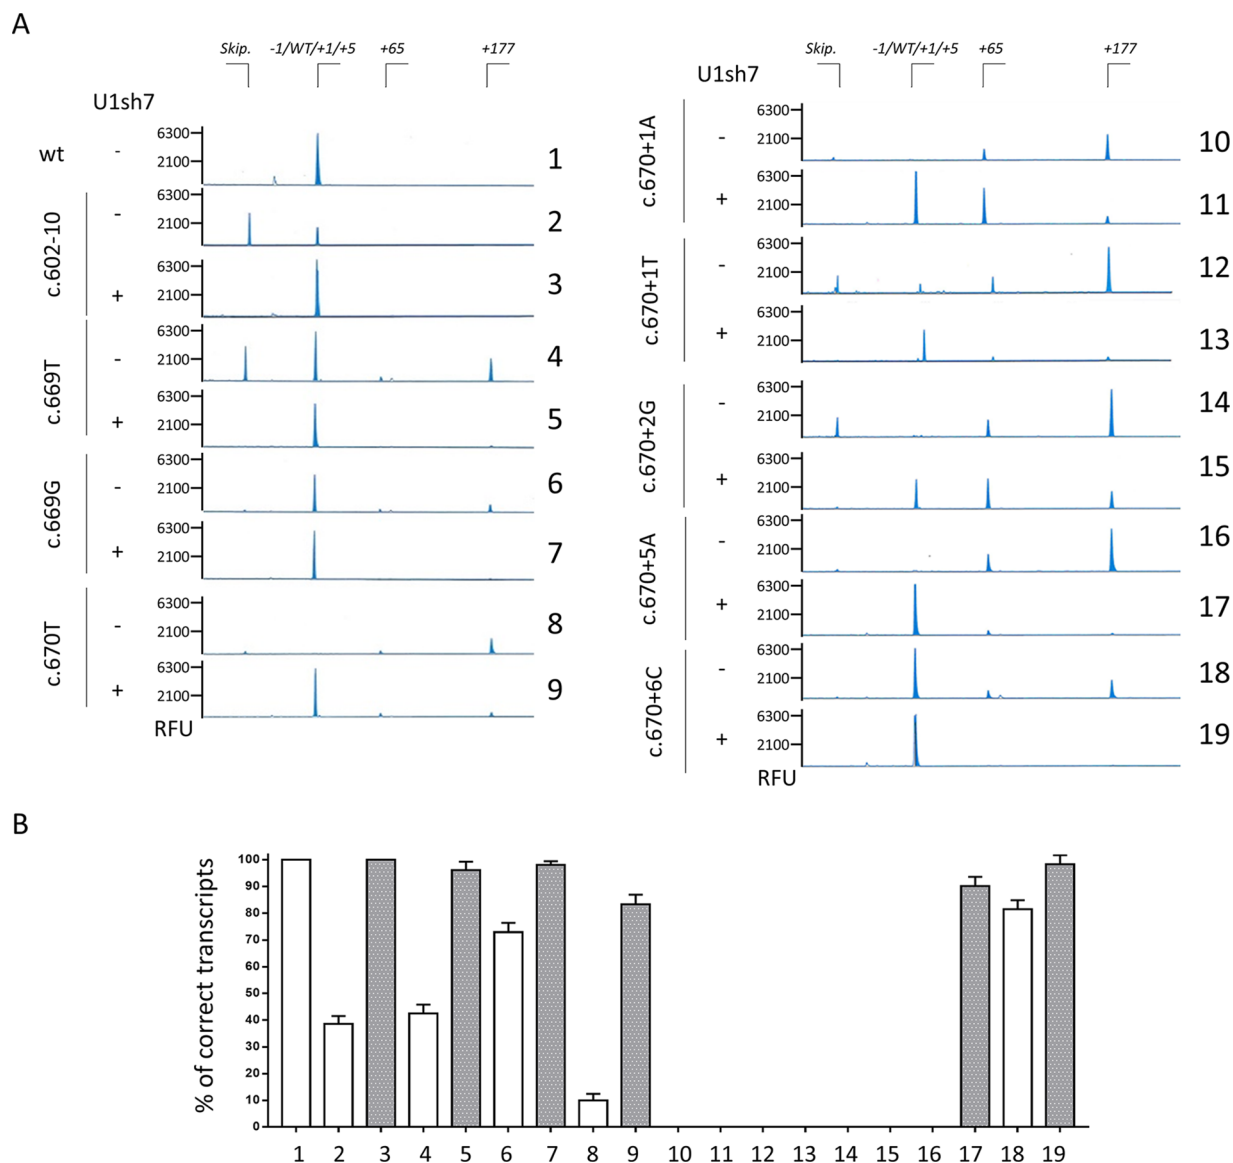 A
Skip. -1/WT/+1/+5 +65 +177
U1sh7
wt - 6300 2100 1
c.602-10 - 6300 2100 2
+ 6300 2100 3
c.669T - 6300 2100 4
+ 6300 2100 5
c.669G - 6300 2100 6
+ 6300 2100 7
c.670T - 6300 2100 8
+ 6300 2100 9
RFU
Skip. -1/WT/+1/+5 +65 +177
U1sh7
c.670+1A - 6300 2100 10
+ 6300 2100 11
c.670+1T - 6300 2100 12
+ 6300 2100 13
c.670+2G - 6300 2100 14
+ 6300 2100 15
c.670+5A - 6300 2100 16
+ 6300 2100 17
c.670+6C - 6300 2100 18
+ 6300 2100 19
RFU
B
% of correct transcripts
100
90
80
70
60
50
40
30
20
10
0
1 2 3 4 5 6 7 8 9 10 11 12 13 14 15 16 17 18 19